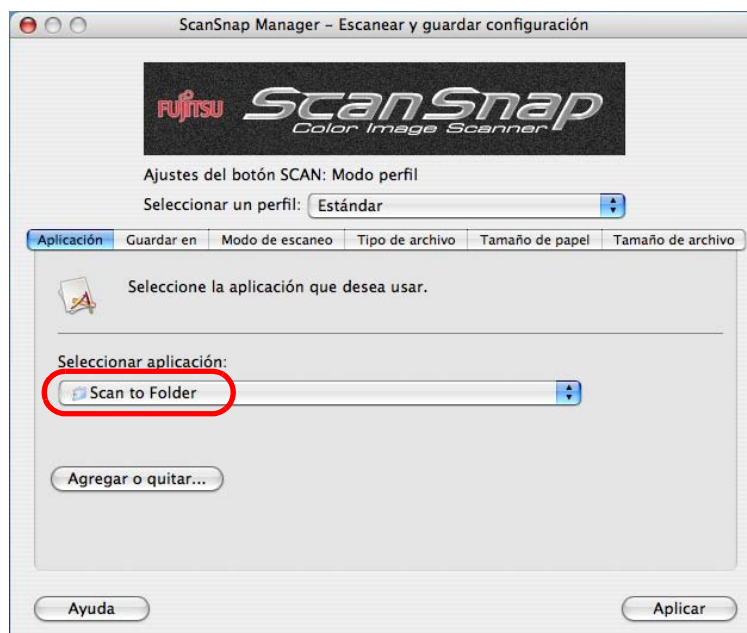 ScanSnap Manager – Escanear y guardar configuración
FUJITSU ScanSnap
Color Image Scanner
Ajustes del botón SCAN: Modo perfil
Seleccionar un perfil: Estándar
Aplicación Guardar en Modo de escaneo Tipo de archivo Tamaño de papel Tamaño de archivo
Seleccione la aplicación que desea usar.
Seleccionar aplicación:
Scan to Folder
Agregar o quitar...
Ayuda Aplicar